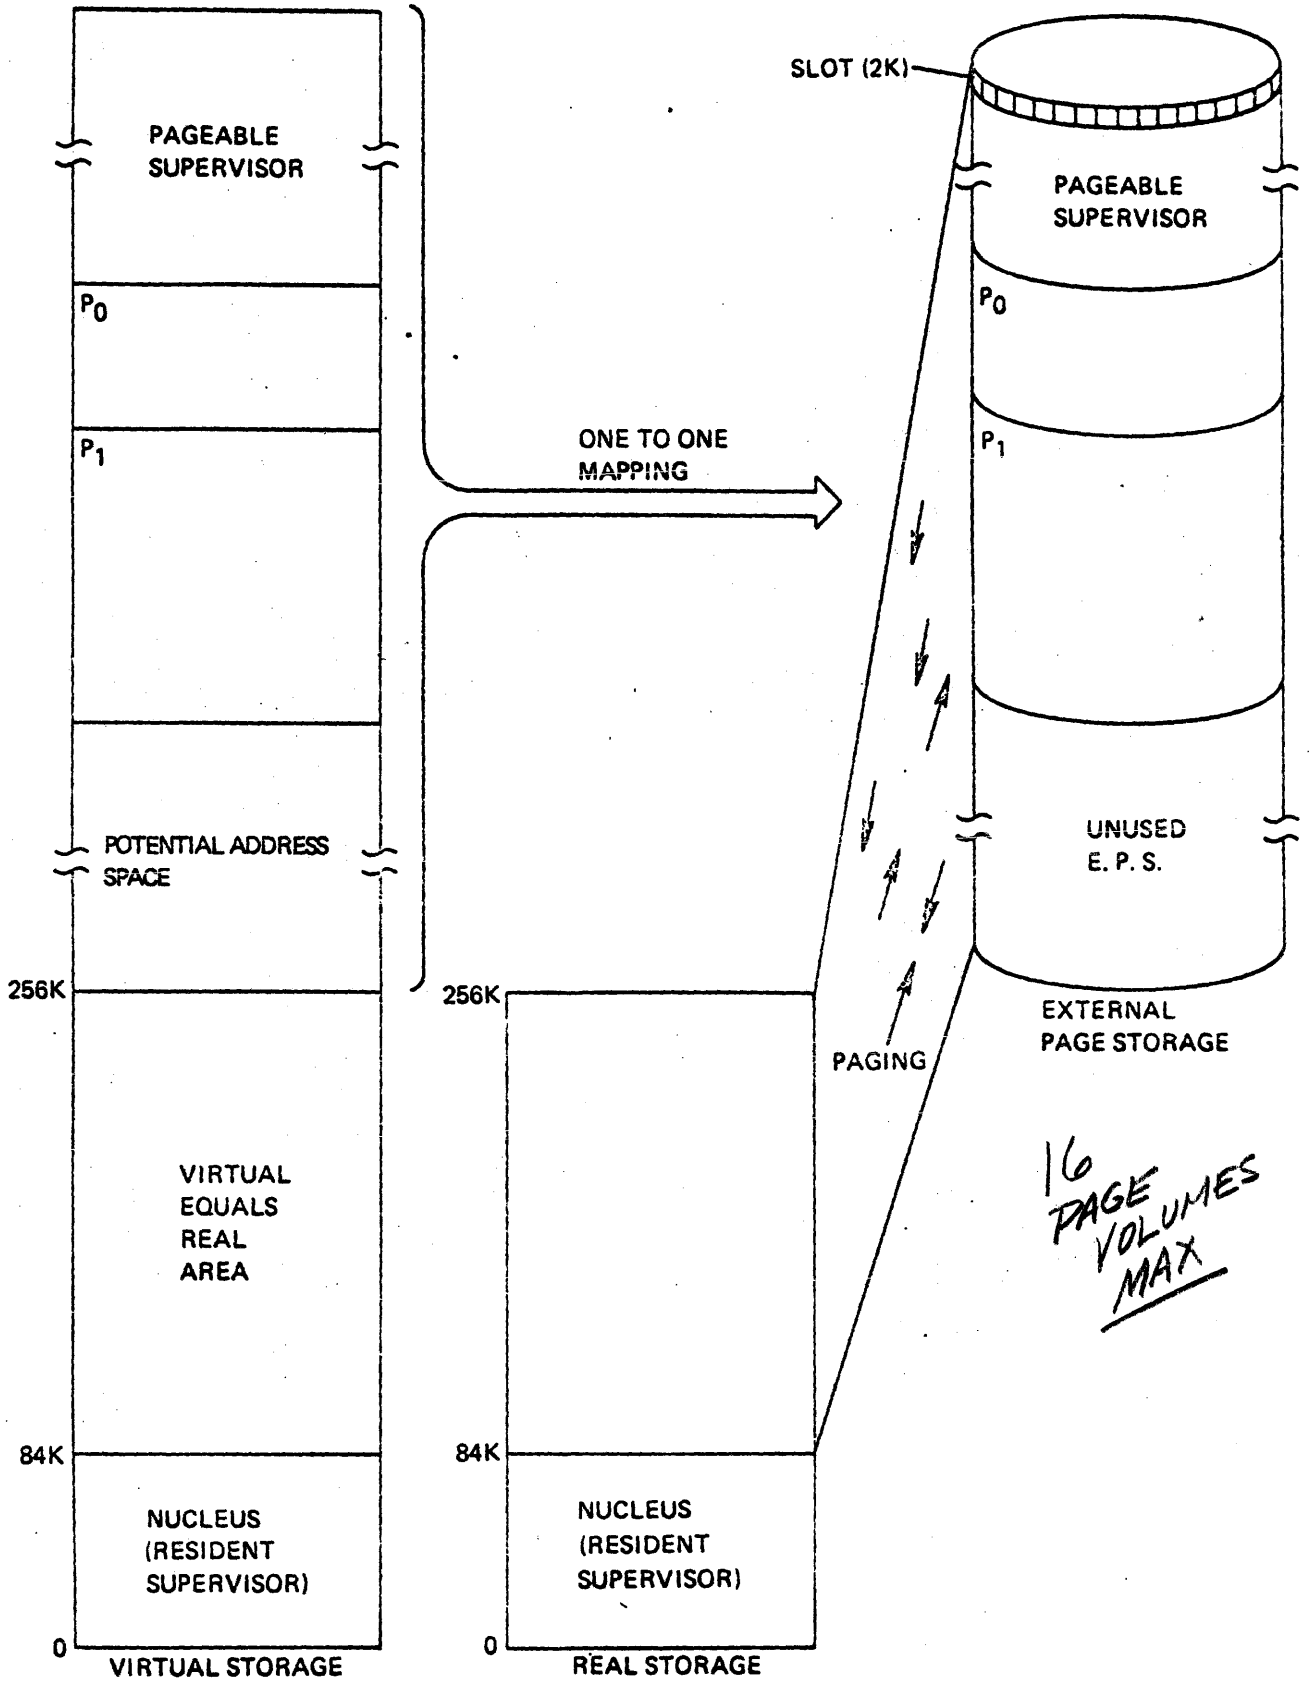 PAGEABLE
SUPERVISOR
P0
P1
POTENTIAL ADDRESS
SPACE
256K
VIRTUAL
EQUALS
REAL
AREA
84K
NUCLEUS
(RESIDENT
SUPERVISOR)
0
VIRTUAL STORAGE
ONE TO ONE
MAPPING
256K
84K
NUCLEUS
(RESIDENT
SUPERVISOR)
0
REAL STORAGE
PAGING
SLOT (2K)
PAGEABLE
SUPERVISOR
P0
P1
UNUSED
E. P. S.
EXTERNAL
PAGE STORAGE
16
PAGE
VOLUMES
MAX